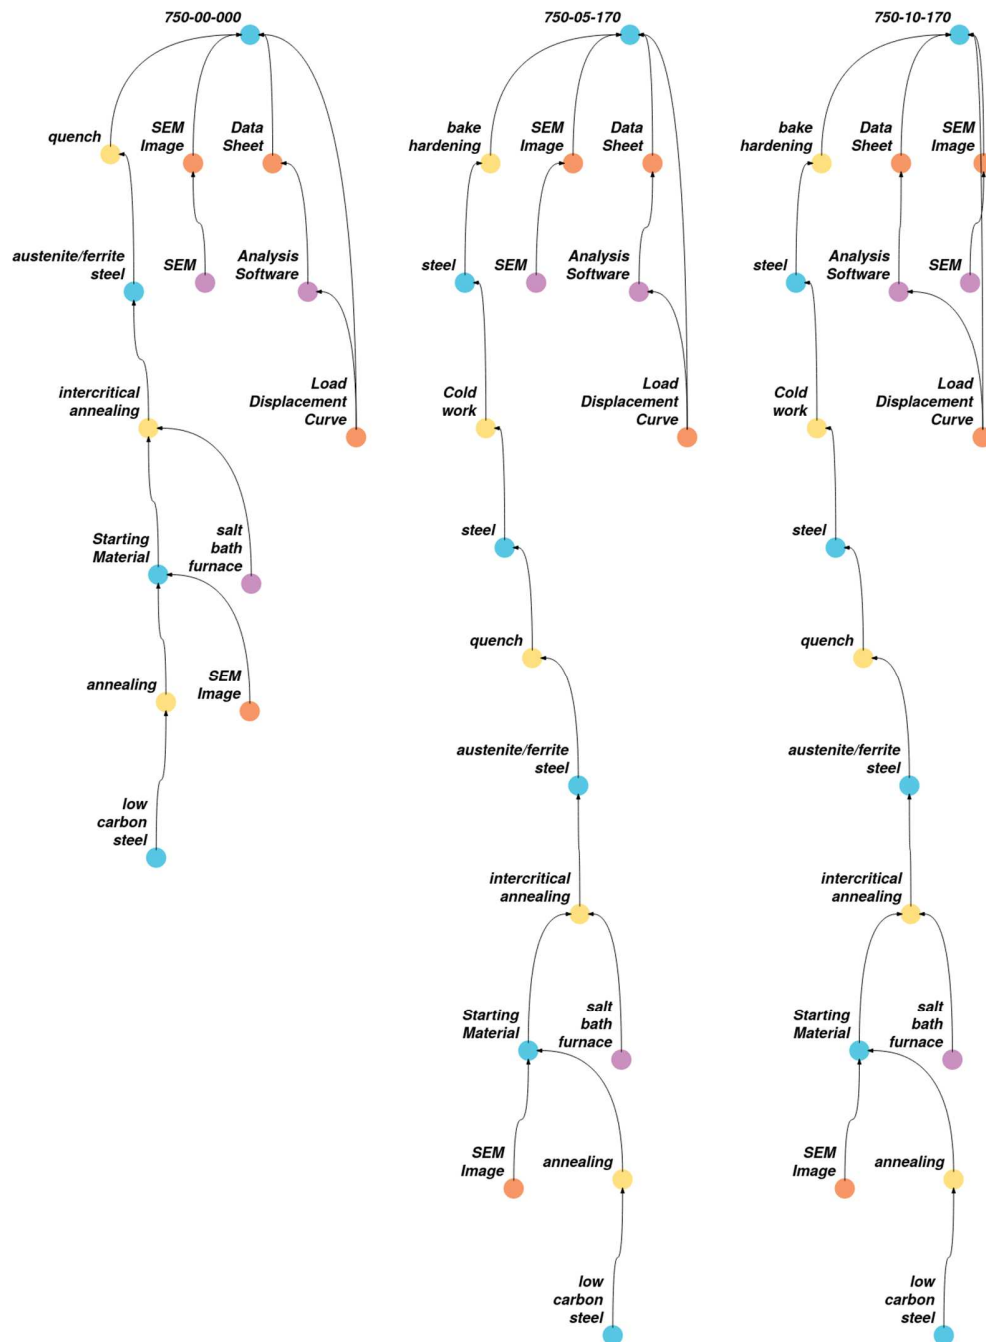 750-00-000
quench
SEM
Image
Data
Sheet
austenite/ferrite
steel
SEM
Analysis
Software
intercritical
annealing
Load
Displacement
Curve
Starting
Material
salt
bath
furnace
annealing
SEM
Image
low
carbon
steel
750-05-170
bake
hardening
SEM
Image
Data
Sheet
steel
SEM
Analysis
Software
Cold
work
Load
Displacement
Curve
steel
quench
austenite/ferrite
steel
intercritical
annealing
Starting
Material
salt
bath
furnace
SEM
Image
annealing
low
carbon
steel
750-10-170
bake
hardening
Data
Sheet
SEM
Image
steel
Analysis
Software
SEM
Cold
work
Load
Displacement
Curve
steel
quench
austenite/ferrite
steel
intercritical
annealing
Starting
Material
salt
bath
furnace
SEM
Image
annealing
low
carbon
steel